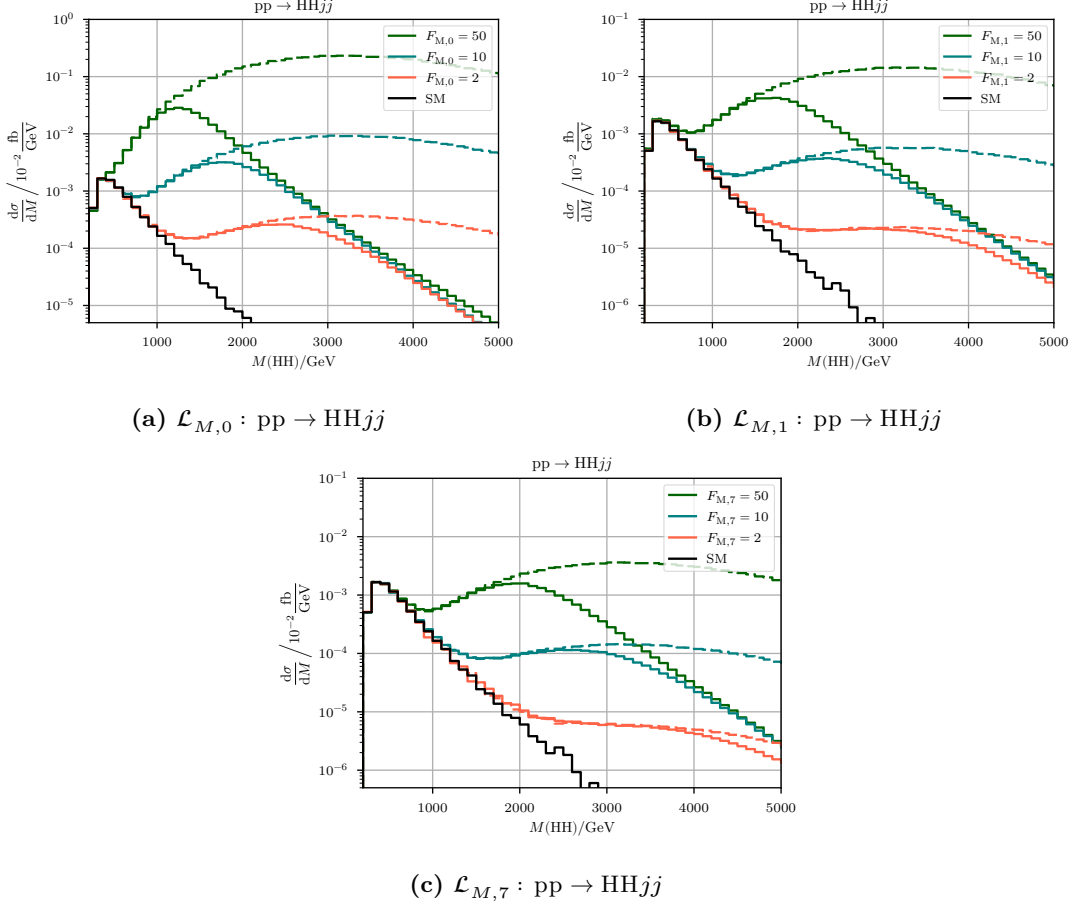 pp → HHjj
10⁰
10⁻¹
10⁻²
10⁻³
10⁻⁴
10⁻⁵
dσ/dM / 10⁻² fb/GeV
F_M,0 = 50
F_M,0 = 10
F_M,0 = 2
SM
1000 2000 3000 4000 5000
M(HH)/GeV
(a) ℒ_M,0 : pp → HHjj
pp → HHjj
10⁻¹
10⁻²
10⁻³
10⁻⁴
10⁻⁵
10⁻⁶
dσ/dM / 10⁻² fb/GeV
F_M,1 = 50
F_M,1 = 10
F_M,1 = 2
SM
1000 2000 3000 4000 5000
M(HH)/GeV
(b) ℒ_M,1 : pp → HHjj
pp → HHjj
10⁻¹
10⁻²
10⁻³
10⁻⁴
10⁻⁵
10⁻⁶
dσ/dM / 10⁻² fb/GeV
F_M,7 = 50
F_M,7 = 10
F_M,7 = 2
SM
1000 2000 3000 4000 5000
M(HH)/GeV
(c) ℒ_M,7 : pp → HHjj